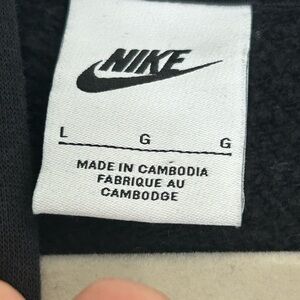 NIKE
L G G
MADE IN CAMBODIA
FABRIQUE AU
CAMBODGE